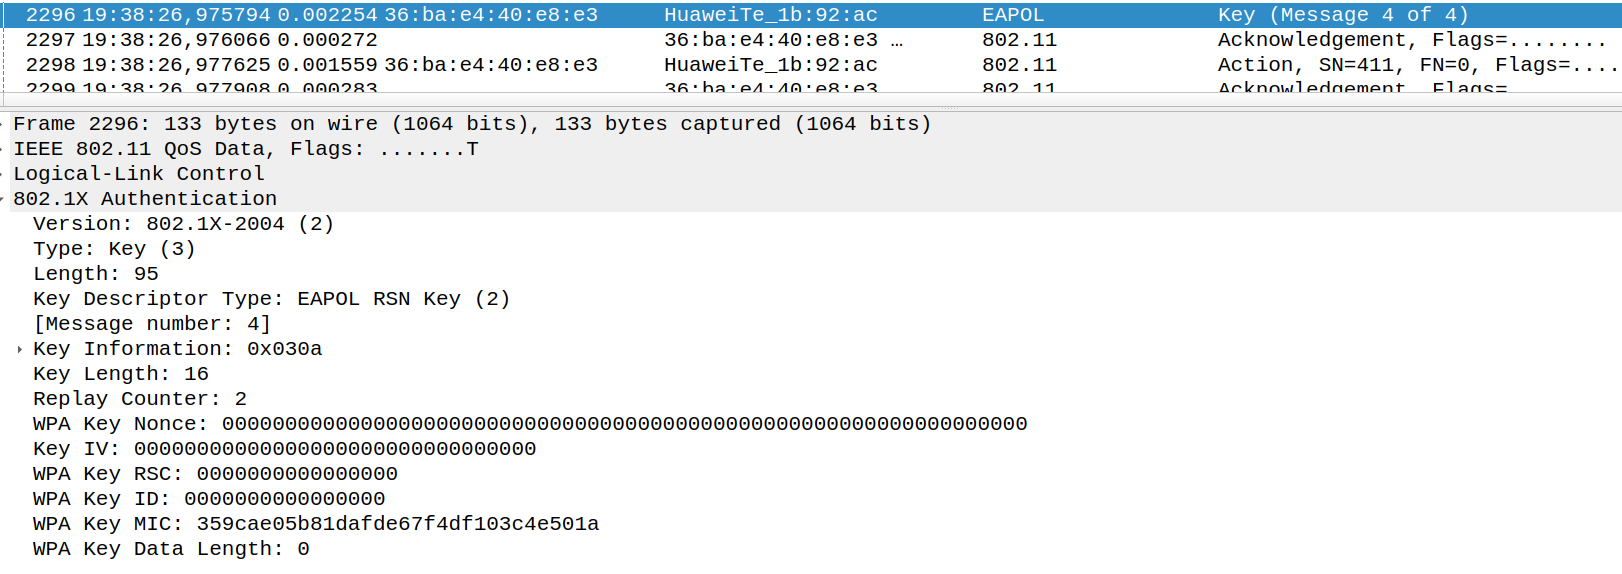 2296 19:38:26,975794 0.002254 36:ba:e4:40:e8:e3 HuaweiTe_1b:92:ac EAPOL Key (Message 4 of 4)
2297 19:38:26,976066 0.000272 36:ba:e4:40:e8:e3 … 802.11 Acknowledgement, Flags=........
2298 19:38:26,977625 0.001559 36:ba:e4:40:e8:e3 HuaweiTe_1b:92:ac 802.11 Action, SN=411, FN=0, Flags=....
2299 19:38:26,977908 0.000283 36:ba:e4:40:e8:e3 802.11 Acknowledgement, Flags=
Frame 2296: 133 bytes on wire (1064 bits), 133 bytes captured (1064 bits)
IEEE 802.11 QoS Data, Flags: .......T
Logical-Link Control
802.1X Authentication
Version: 802.1X-2004 (2)
Type: Key (3)
Length: 95
Key Descriptor Type: EAPOL RSN Key (2)
[Message number: 4]
Key Information: 0x030a
Key Length: 16
Replay Counter: 2
WPA Key Nonce: 0000000000000000000000000000000000000000000000000000000000000000
Key IV: 00000000000000000000000000000000
WPA Key RSC: 0000000000000000
WPA Key ID: 0000000000000000
WPA Key MIC: 359cae05b81dafde67f4df103c4e501a
WPA Key Data Length: 0